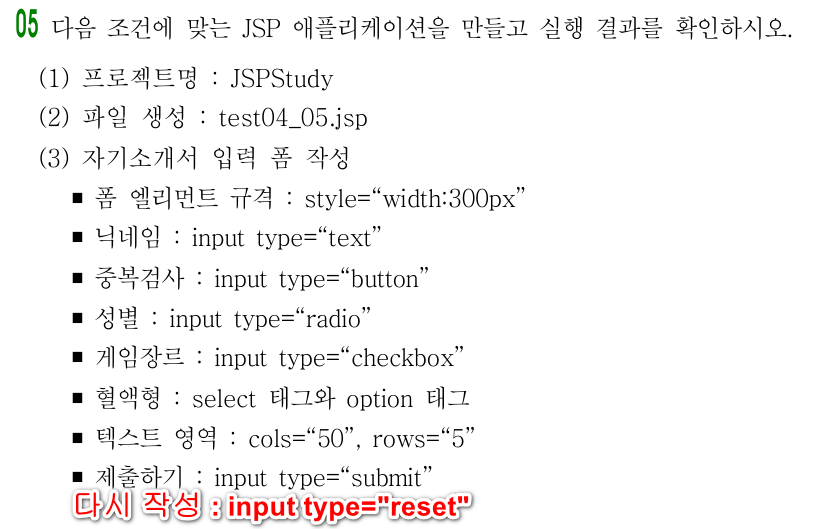 05 다음 조건에 맞는 JSP 애플리케이션을 만들고 실행 결과를 확인하시오.
(1) 프로젝트명 : JSPStudy
(2) 파일 생성 : test04_05.jsp
(3) 자기소개서 입력 폼 작성
■ 폼 엘리먼트 규격 : style=“width:300px”
■ 닉네임 : input type=“text”
■ 중복검사 : input type=“button”
■ 성별 : input type=“radio”
■ 게임장르 : input type=“checkbox”
■ 혈액형 : select 태그와 option 태그
■ 텍스트 영역 : cols=“50”, rows=“5”
■ 제출하기 : input type=“submit”
다시 작성 : input type="reset"